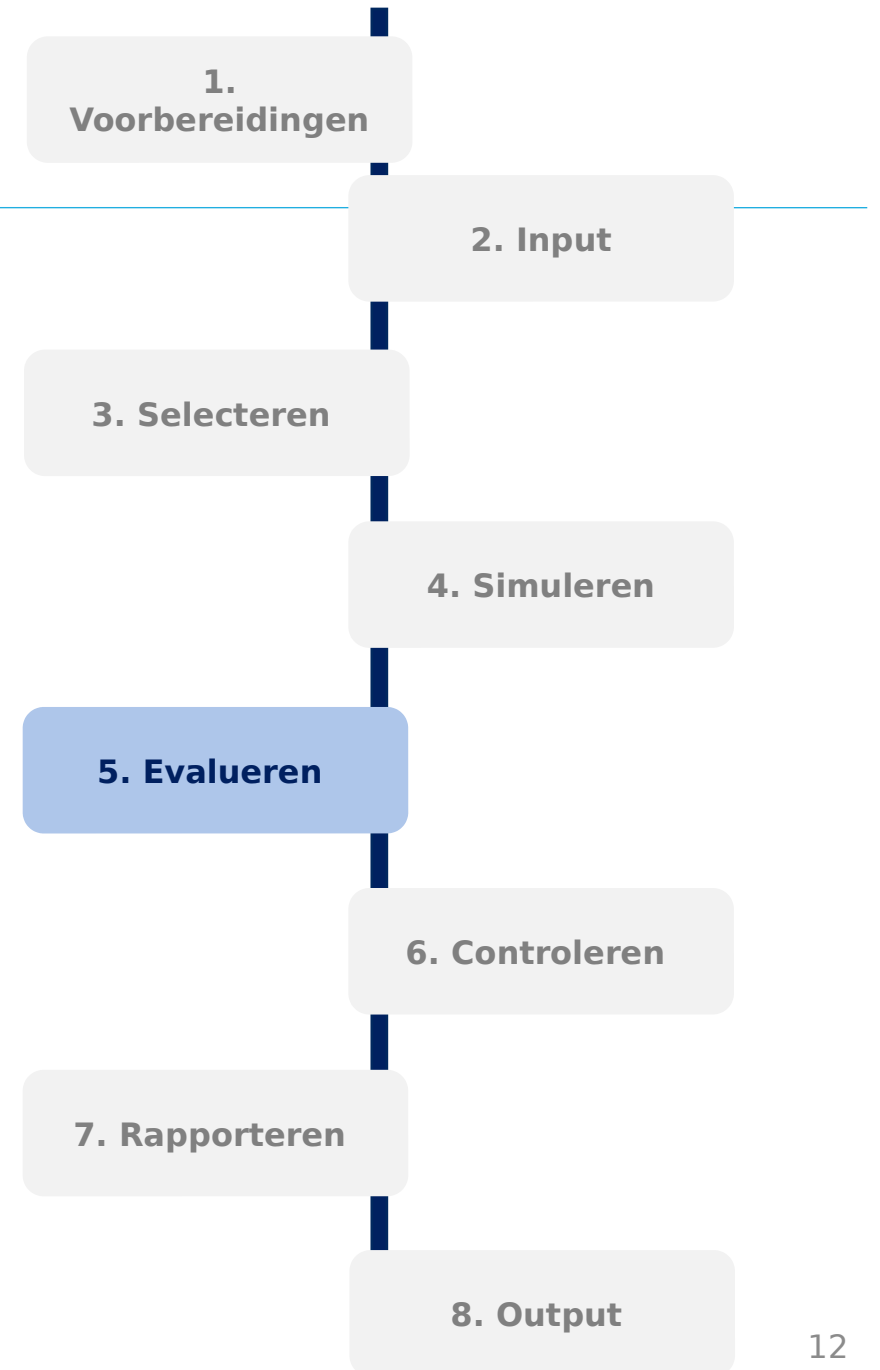 1.
Voorbereidingen
2. Input
3. Selecteren
4. Simuleren
5. Evalueren
6. Controleren
7. Rapporteren
8. Output
12